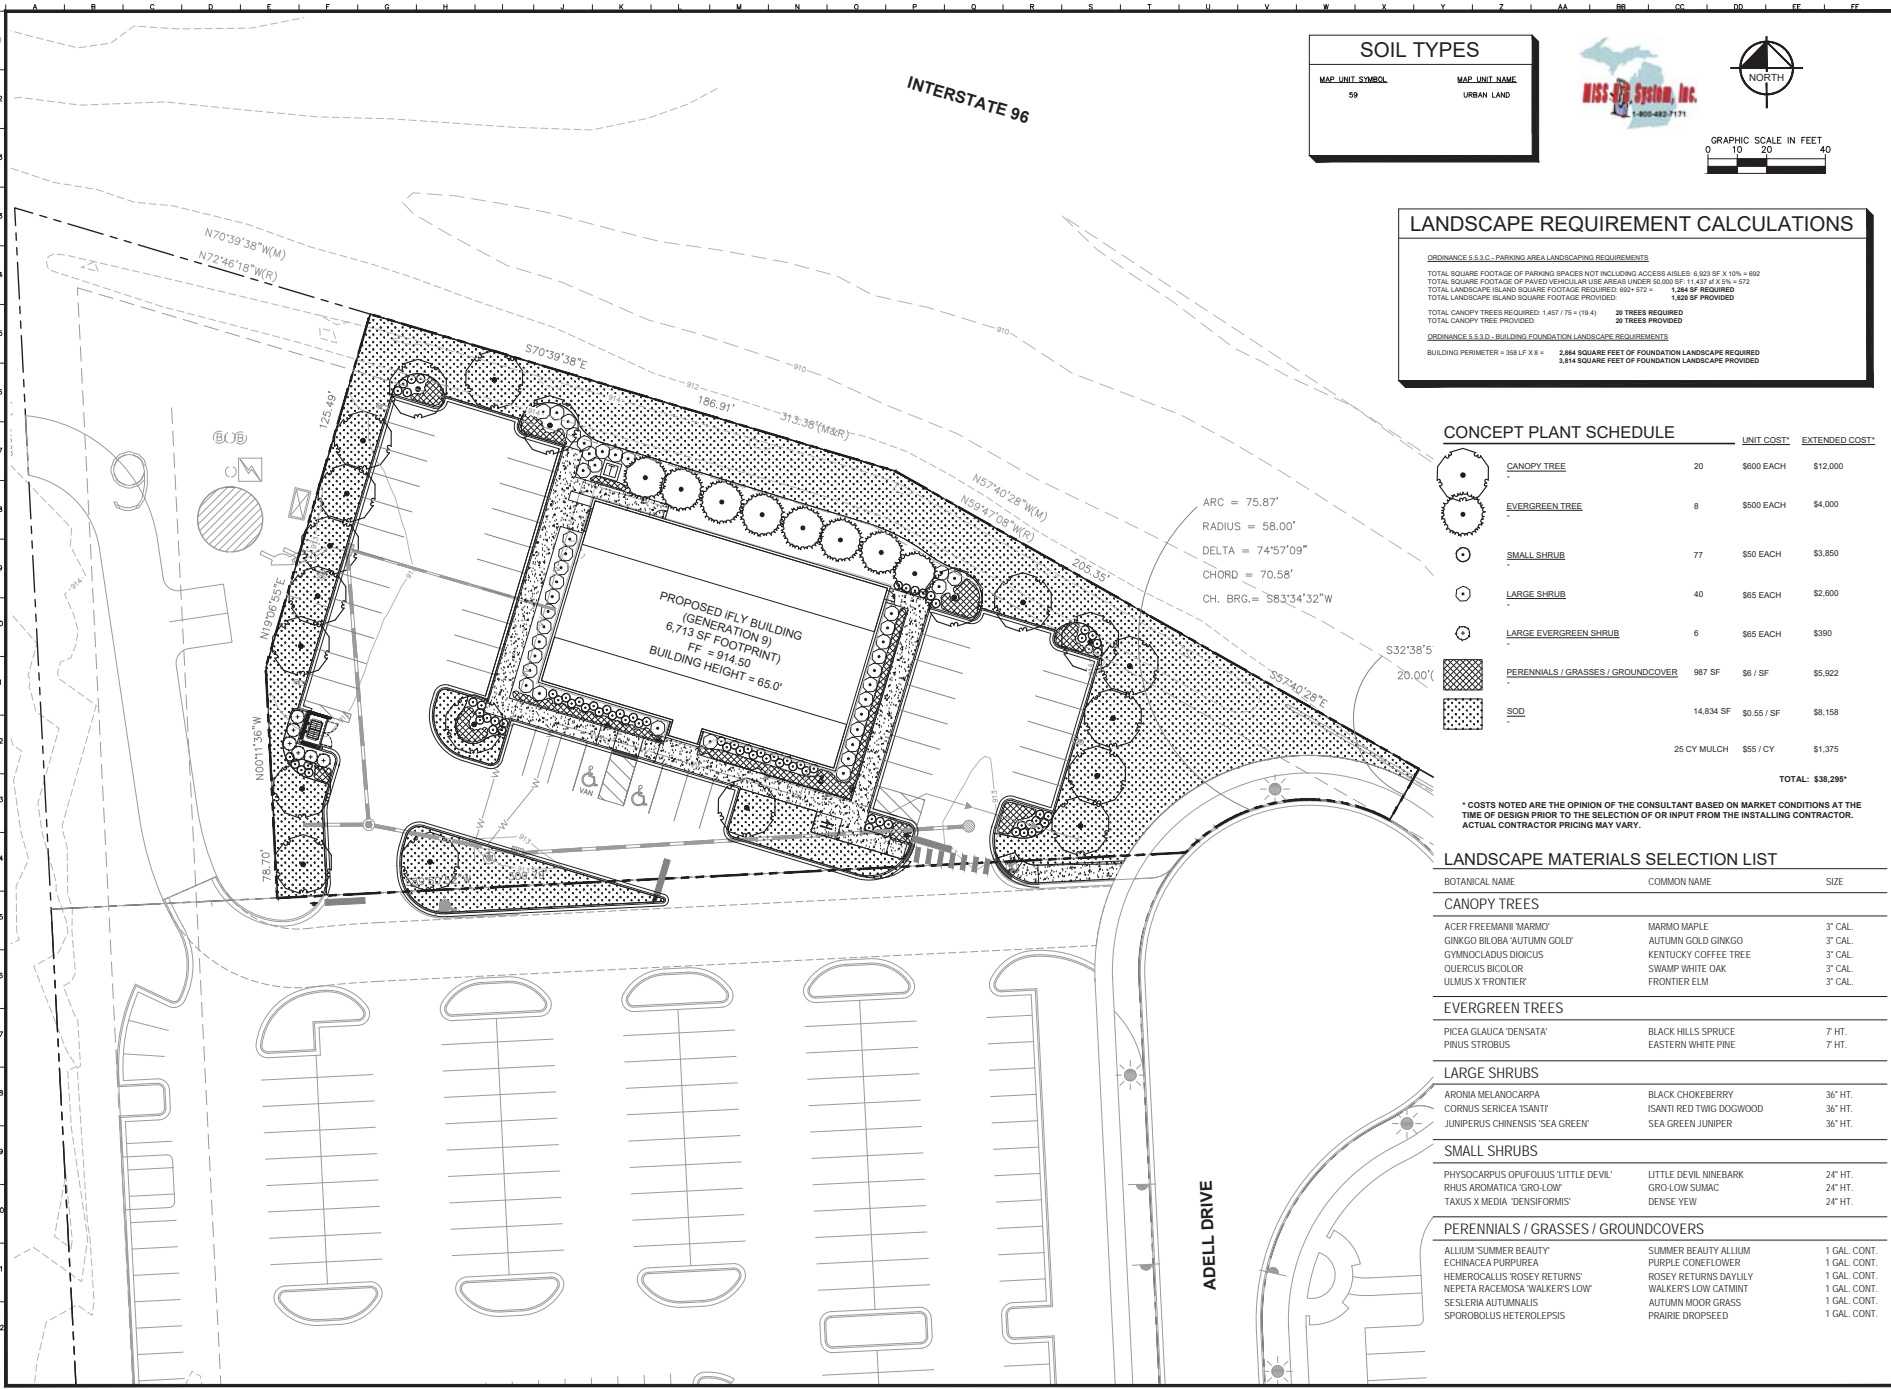 A B C D E F G H I J K L M N O P Q R S T U V W X Y Z AA BB CC DD EE FF
INTERSTATE 96
SOIL TYPES
MAP UNIT SYMBOL MAP UNIT NAME
59 URBAN LAND
MISS DIG System, Inc.
1-800-482-7171
NORTH
GRAPHIC SCALE IN FEET
0 10 20 40
LANDSCAPE REQUIREMENT CALCULATIONS
ORDINANCE 5.5.3.C - PARKING AREA LANDSCAPING REQUIREMENTS
TOTAL SQUARE FOOTAGE OF PARKING SPACES NOT INCLUDING ACCESS AISLES: 6,923 SF X 10% = 692
TOTAL SQUARE FOOTAGE OF PAVED VEHICULAR USE AREAS UNDER 50,000 SF: 11,437 sf X 5% = 572
TOTAL LANDSCAPE ISLAND SQUARE FOOTAGE REQUIRED: 692+ 572 = 1,264 SF REQUIRED
TOTAL LANDSCAPE ISLAND SQUARE FOOTAGE PROVIDED: 1,620 SF PROVIDED
TOTAL CANOPY TREES REQUIRED: 1,457 / 75 = (19.4) 20 TREES REQUIRED
TOTAL CANOPY TREE PROVIDED: 20 TREES PROVIDED
ORDINANCE 5.5.3.D - BUILDING FOUNDATION LANDSCAPE REQUIREMENTS
BUILDING PERIMETER = 358 LF X 8 = 2,864 SQUARE FEET OF FOUNDATION LANDSCAPE REQUIRED
3,814 SQUARE FEET OF FOUNDATION LANDSCAPE PROVIDED
N70°39'38"W(M)
N72°46'18"W(R)
S70°39'38"E
186.91'
313.38'(M&R)
910
912
910
914
125.49'
N19°06'55"E
N00°11'36"W
78.70'
914
N57°40'28"W(M)
N59°47'08"W(R)
205.35'
S57°40'28"E
ARC = 75.87'
RADIUS = 58.00'
DELTA = 74°57'09"
CHORD = 70.58'
CH. BRG.= S83°34'32"W
S32°38'5
20.00'(
PROPOSED iFLY BUILDING
(GENERATION 9)
6,713 SF FOOTPRINT)
FF = 914.50
BUILDING HEIGHT = 65.0'
VAN
W
W
W
W
913
913
CONCEPT PLANT SCHEDULE UNIT COST* EXTENDED COST*
CANOPY TREE 20 $600 EACH $12,000
EVERGREEN TREE 8 $500 EACH $4,000
SMALL SHRUB 77 $50 EACH $3,850
LARGE SHRUB 40 $65 EACH $2,600
LARGE EVERGREEN SHRUB 6 $65 EACH $390
PERENNIALS / GRASSES / GROUNDCOVER 987 SF $6 / SF $5,922
SOD 14,834 SF $0.55 / SF $8,158
25 CY MULCH $55 / CY $1,375
TOTAL: $38,295*
* COSTS NOTED ARE THE OPINION OF THE CONSULTANT BASED ON MARKET CONDITIONS AT THE
TIME OF DESIGN PRIOR TO THE SELECTION OF OR INPUT FROM THE INSTALLING CONTRACTOR.
ACTUAL CONTRACTOR PRICING MAY VARY.
LANDSCAPE MATERIALS SELECTION LIST
BOTANICAL NAME COMMON NAME SIZE
CANOPY TREES
ACER FREEMANII 'MARMO' MARMO MAPLE 3" CAL.
GINKGO BILOBA 'AUTUMN GOLD' AUTUMN GOLD GINKGO 3" CAL.
GYMNOCLADUS DIOICUS KENTUCKY COFFEE TREE 3" CAL.
QUERCUS BICOLOR SWAMP WHITE OAK 3" CAL.
ULMUS X 'FRONTIER' FRONTIER ELM 3" CAL.
EVERGREEN TREES
PICEA GLAUCA 'DENSATA' BLACK HILLS SPRUCE 7' HT.
PINUS STROBUS EASTERN WHITE PINE 7' HT.
LARGE SHRUBS
ARONIA MELANOCARPA BLACK CHOKEBERRY 36" HT.
CORNUS SERICEA 'ISANTI' ISANTI RED TWIG DOGWOOD 36" HT.
JUNIPERUS CHINENSIS 'SEA GREEN' SEA GREEN JUNIPER 36" HT.
SMALL SHRUBS
PHYSOCARPUS OPUFOLIUS 'LITTLE DEVIL' LITTLE DEVIL NINEBARK 24" HT.
RHUS AROMATICA 'GRO-LOW' GRO-LOW SUMAC 24" HT.
TAXUS X MEDIA 'DENSIFORMIS' DENSE YEW 24" HT.
PERENNIALS / GRASSES / GROUNDCOVERS
ALLIUM 'SUMMER BEAUTY' SUMMER BEAUTY ALLIUM 1 GAL. CONT.
ECHINACEA PURPUREA PURPLE CONEFLOWER 1 GAL. CONT.
HEMEROCALLIS 'ROSEY RETURNS' ROSEY RETURNS DAYLILY 1 GAL. CONT.
NEPETA RACEMOSA 'WALKER'S LOW' WALKER'S LOW CATMINT 1 GAL. CONT.
SESLERIA AUTUMNALIS AUTUMN MOOR GRASS 1 GAL. CONT.
SPOROBOLUS HETEROLEPSIS PRAIRIE DROPSEED 1 GAL. CONT.
ADELL DRIVE